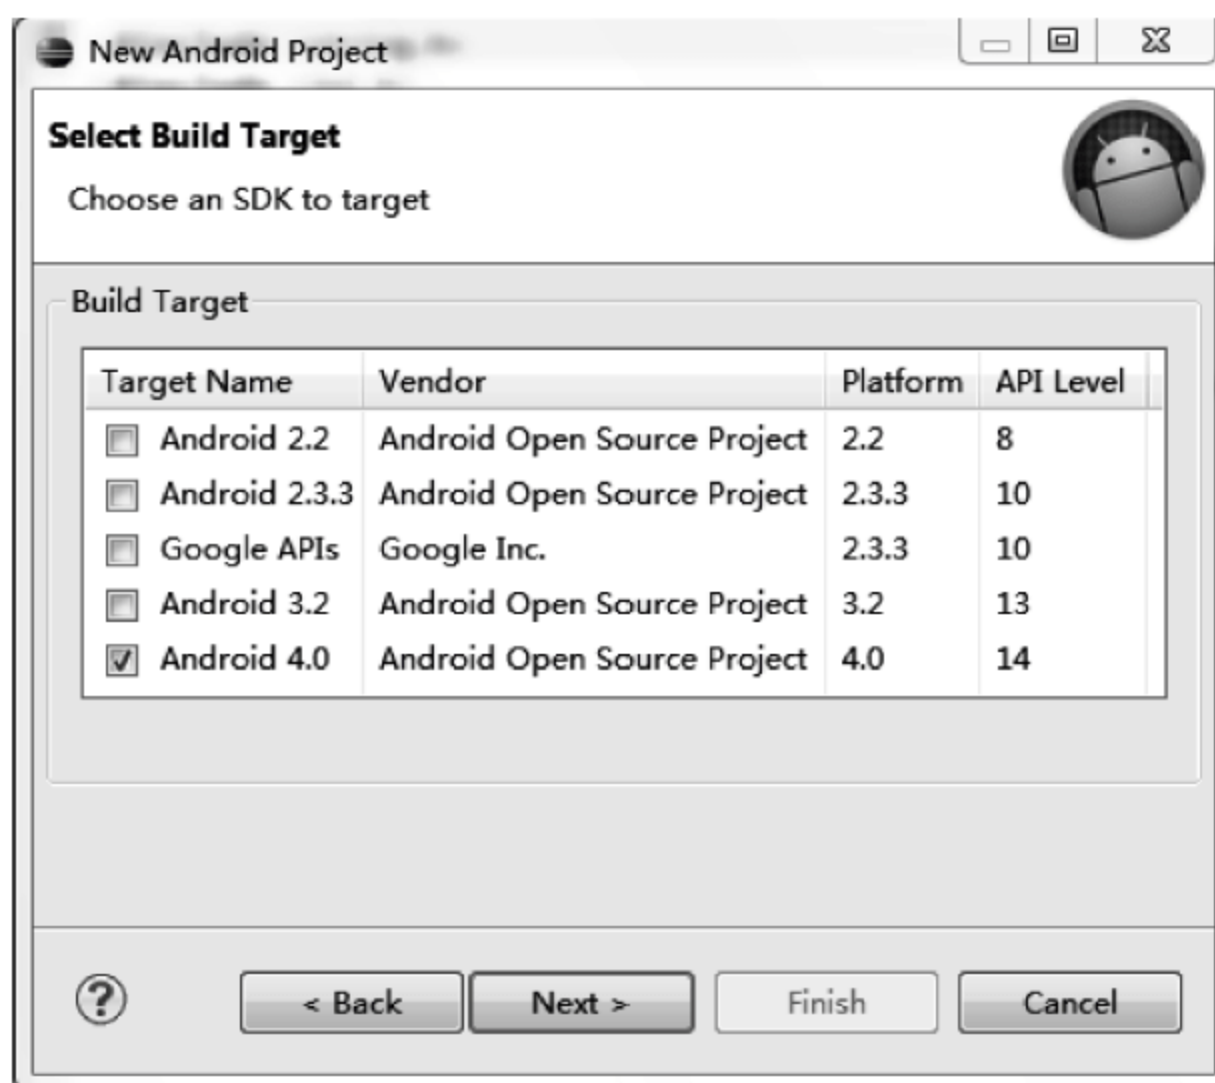 New Android Project
Select Build Target
Choose an SDK to target
Build Target
Target Name Vendor Platform API Level
Android 2.2 Android Open Source Project 2.2 8
Android 2.3.3 Android Open Source Project 2.3.3 10
Google APIs Google Inc. 2.3.3 10
Android 3.2 Android Open Source Project 3.2 13
Android 4.0 Android Open Source Project 4.0 14
? < Back Next > Finish Cancel